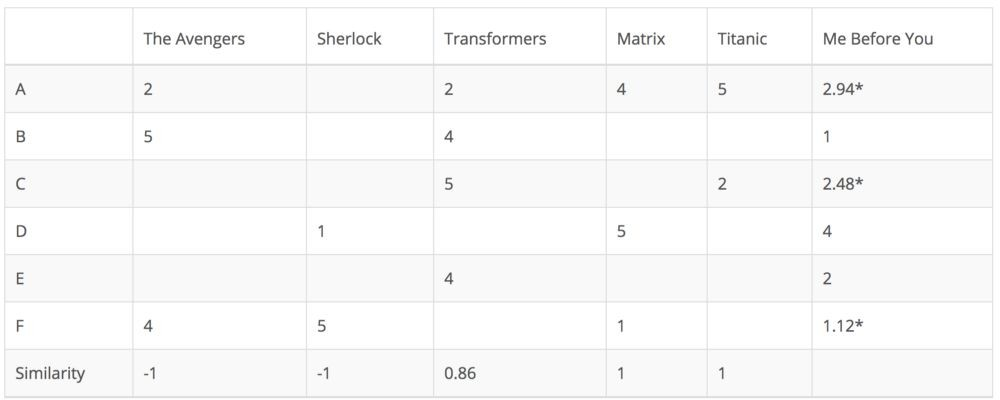 The Avengers Sherlock Transformers Matrix Titanic Me Before You
A 2 2 4 5 2.94*
B 5 4 1
C 5 2 2.48*
D 1 5 4
E 4 2
F 4 5 1 1.12*
Similarity -1 -1 0.86 1 1